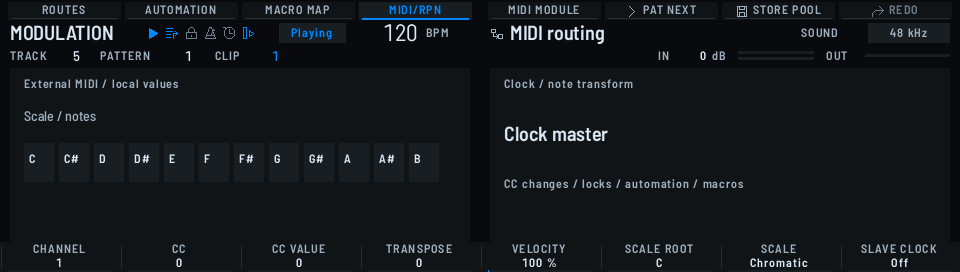 ROUTES AUTOMATION MACRO MAP MIDI/RPN MIDI MODULE PAT NEXT STORE POOL REDO
MODULATION Playing 120 BPM MIDI routing SOUND 48 kHz
TRACK 5 PATTERN 1 CLIP 1 IN 0 dB OUT
External MIDI / local values
Clock / note transform
Scale / notes
Clock master
C C# D D# E F F# G G# A A# B
CC changes / locks / automation / macros
CHANNEL CC CC VALUE TRANSPOSE VELOCITY SCALE ROOT SCALE SLAVE CLOCK
1 0 0 0 100 % C Chromatic Off